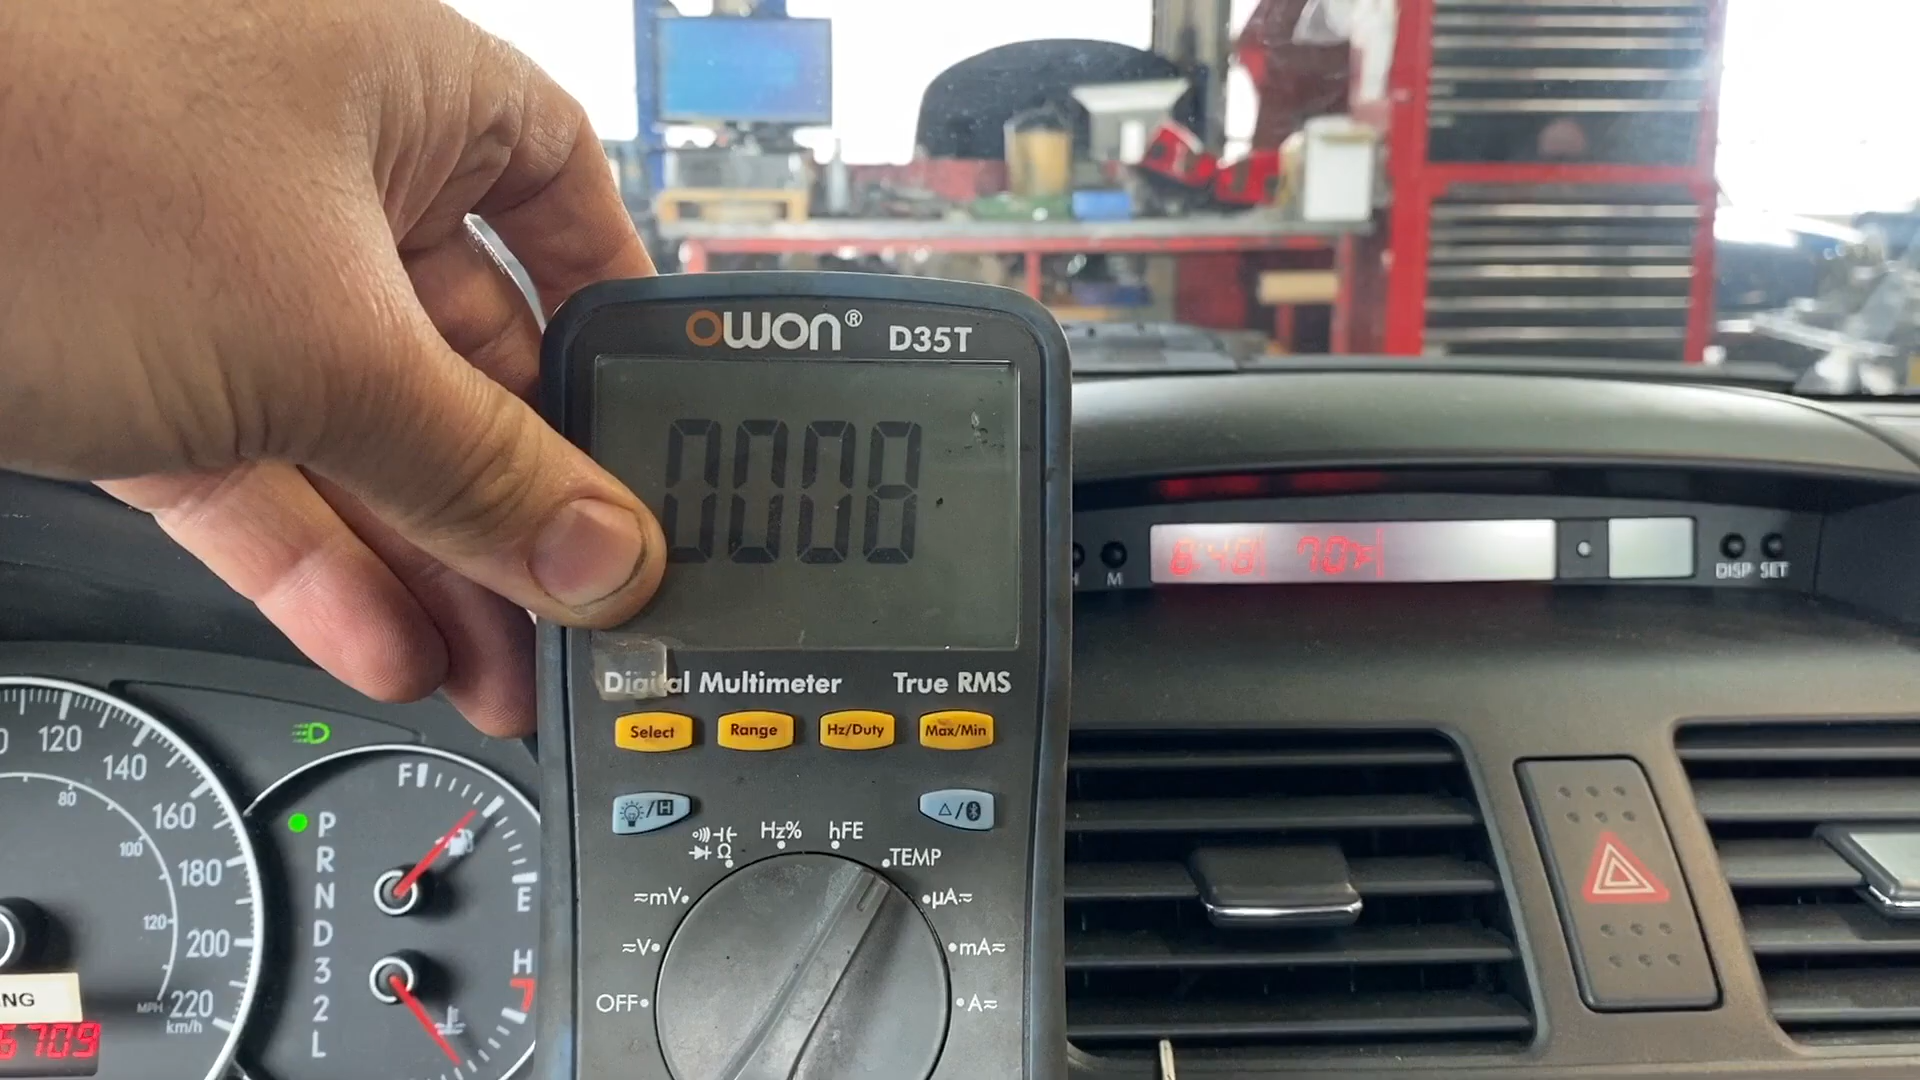 OWON® D35T
0008
Digital Multimeter True RMS
Select Range Hz/Duty Max/Min
H
Hz% hFE
Ω TEMP
mV µA
V mA
OFF A
8:48 70°F
H M DISP SET
120
140
160
180
200
220
km/h
MPH
80
100
120
NG
6709
P
R
N
D
3
2
L
F
E
H